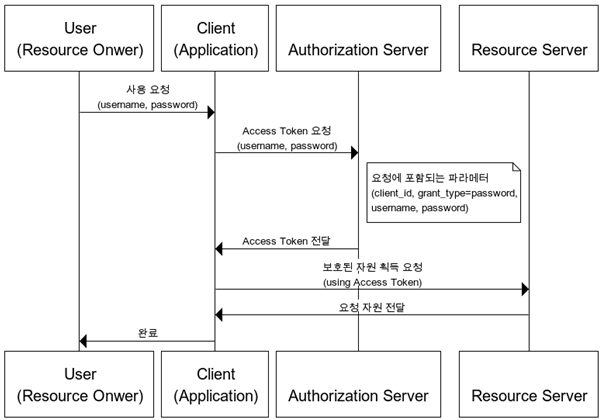 User
(Resource Onwer)
Client
(Application)
Authorization Server
Resource Server
사용 요청
(username, password)
Access Token 요청
(username, password)
요청에 포함되는 파라메터
(client_id, grant_type=password,
username, password)
Access Token 전달
보호된 자원 획득 요청
(using Access Token)
요청 자원 전달
완료
User
(Resource Onwer)
Client
(Application)
Authorization Server
Resource Server